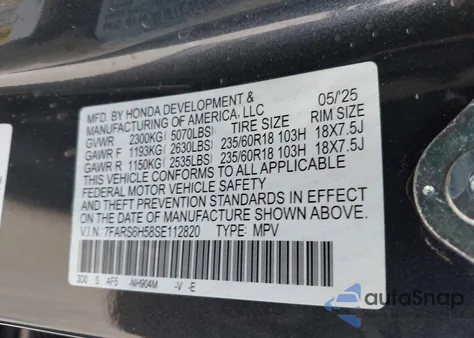 MFD. BY HONDA DEVELOPMENT &
MANUFACTURING OF AMERICA, LLC 05/'25
GVWR 2300KG( 5070LBS) TIRE SIZE RIM SIZE
GAWR F 1193KG( 2630LBS) 235/60R18 103H 18X7.5J
GAWR R 1150KG( 2535LBS) 235/60R18 103H 18X7.5J
THIS VEHICLE CONFORMS TO ALL APPLICABLE
FEDERAL MOTOR VEHICLE SAFETY
AND THEFT PREVENTION STANDARDS IN EFFECT
ON THE DATE OF MANUFACTURE SHOWN ABOVE.
V.I.N.: 7FARS6H58SE112820 TYPE: MPV
S AF5 -NH904M -V -E
autoSnap